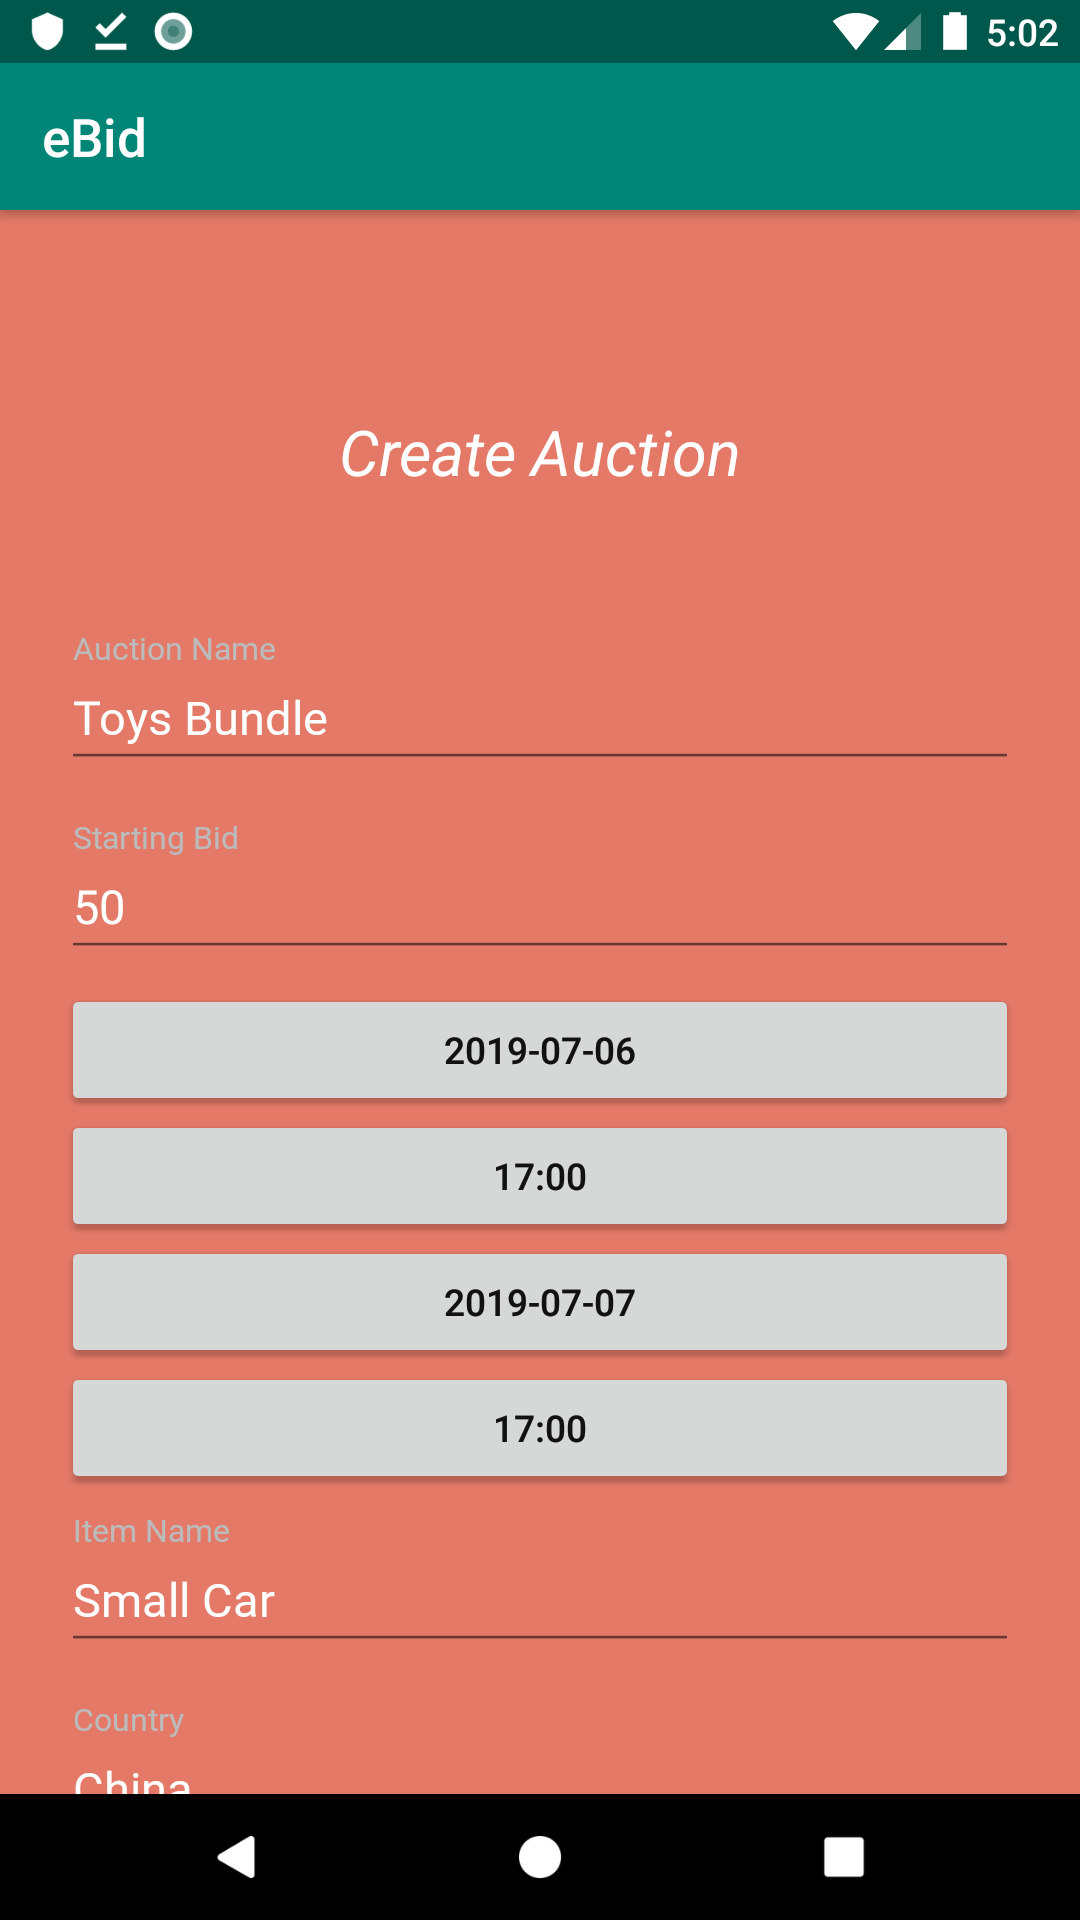 5:02
eBid
Create Auction
Auction Name
Toys Bundle
Starting Bid
50
2019-07-06
17:00
2019-07-07
17:00
Item Name
Small Car
Country
China